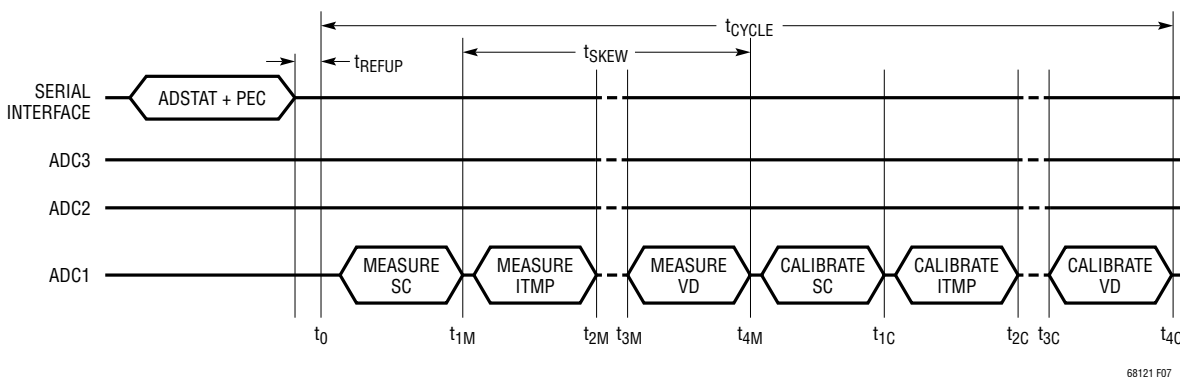 tCYCLE
tSKEW
tREFUP
SERIAL
INTERFACE
ADSTAT + PEC
ADC3
ADC2
ADC1
MEASURE
SC
MEASURE
ITMP
MEASURE
VD
CALIBRATE
SC
CALIBRATE
ITMP
CALIBRATE
VD
t0 t1M t2M t3M t4M t1C t2C t3C t4C
68121 F07